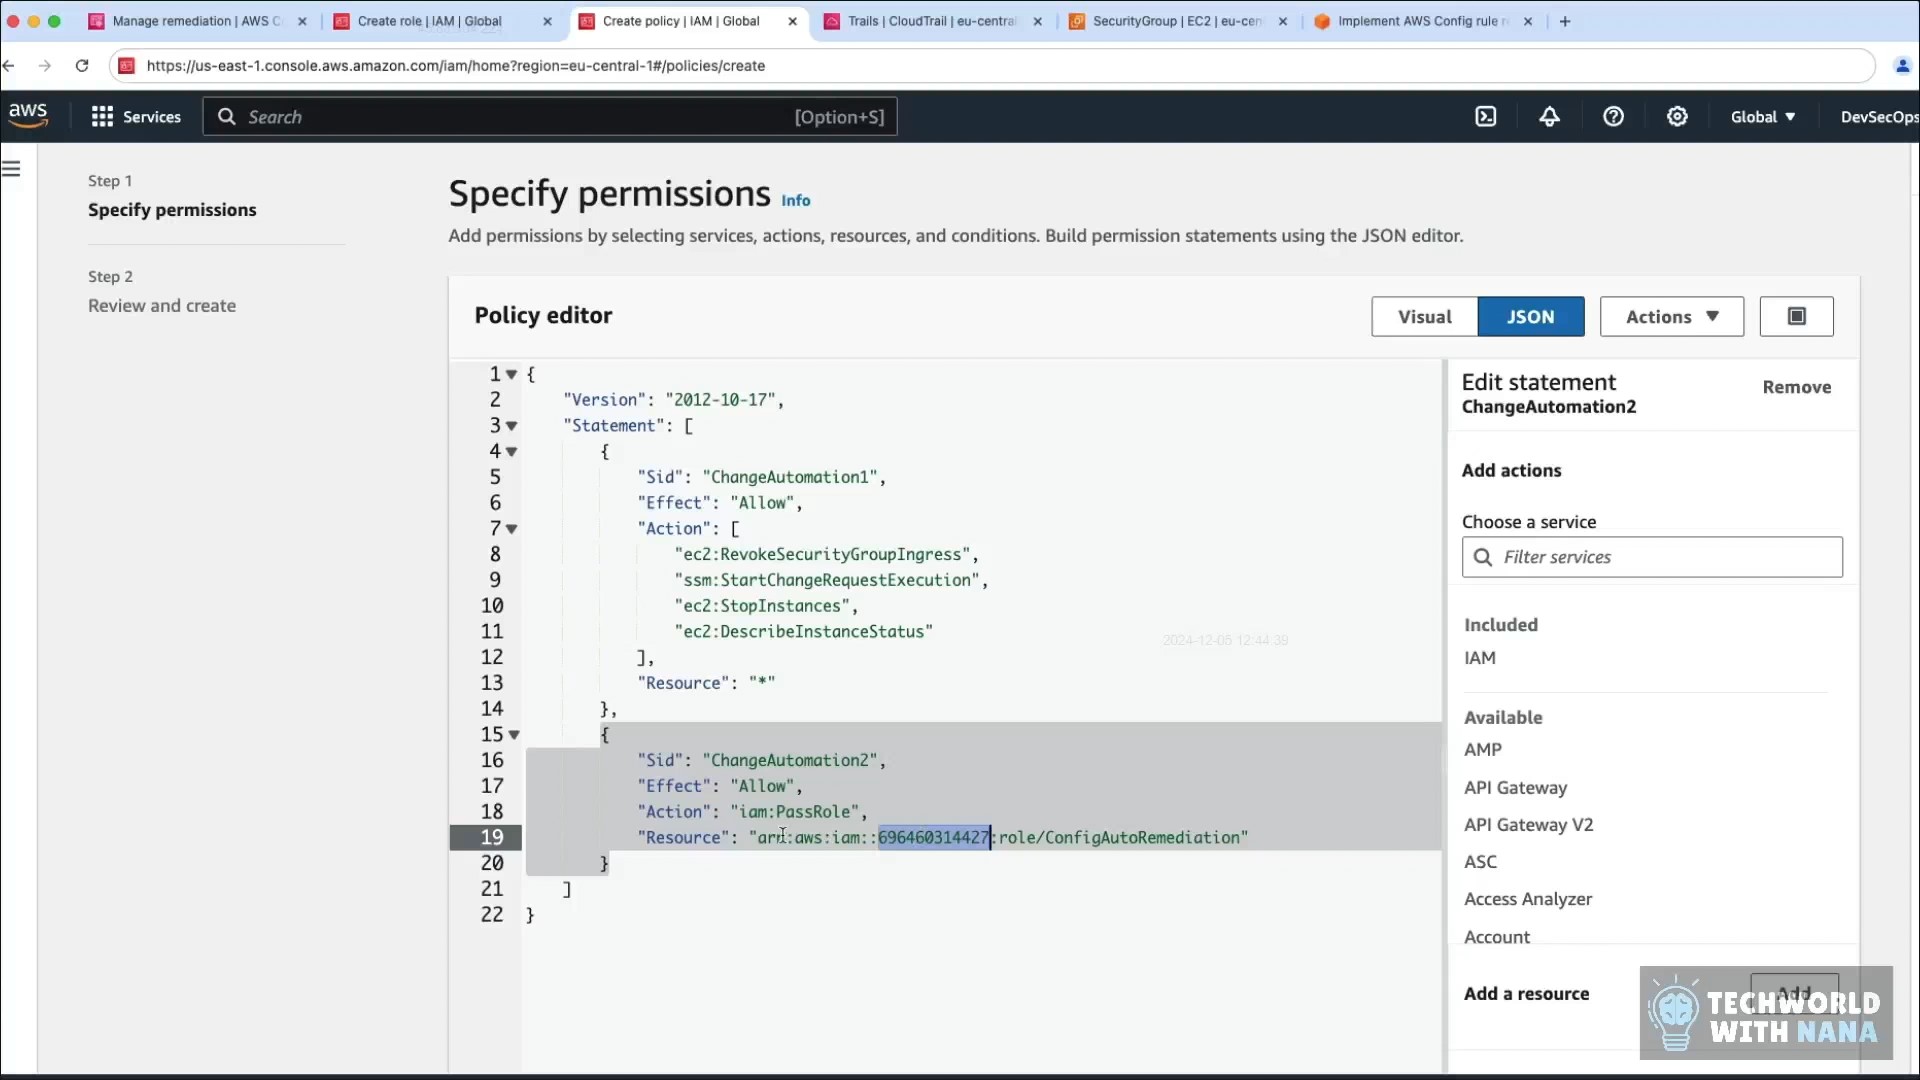 Manage remediation | AWS C
Create role | IAM | Global
Create policy | IAM | Global
Trails | CloudTrail | eu-central
SecurityGroup | EC2 | eu-cen
Implement AWS Config rule r
https://us-east-1.console.aws.amazon.com/iam/home?region=eu-central-1#/policies/create
aws
Services
Search
[Option+S]
Global
DevSecOps
Step 1
Specify permissions
Step 2
Review and create
Specify permissions Info
Add permissions by selecting services, actions, resources, and conditions. Build permission statements using the JSON editor.
Policy editor
Visual
JSON
Actions
1 {
2 "Version": "2012-10-17",
3 "Statement": [
4 {
5 "Sid": "ChangeAutomation1",
6 "Effect": "Allow",
7 "Action": [
8 "ec2:RevokeSecurityGroupIngress",
9 "ssm:StartChangeRequestExecution",
10 "ec2:StopInstances",
11 "ec2:DescribeInstanceStatus"
12 ],
13 "Resource": "*"
14 },
15 {
16 "Sid": "ChangeAutomation2",
17 "Effect": "Allow",
18 "Action": "iam:PassRole",
19 "Resource": "arn:aws:iam::696460314427:role/ConfigAutoRemediation"
20 }
21 ]
22 }
2024-12-05 12:44:39
Edit statement
Remove
ChangeAutomation2
Add actions
Choose a service
Filter services
Included
IAM
Available
AMP
API Gateway
API Gateway V2
ASC
Access Analyzer
Account
Add a resource
Add
TECHWORLD
WITH NANA